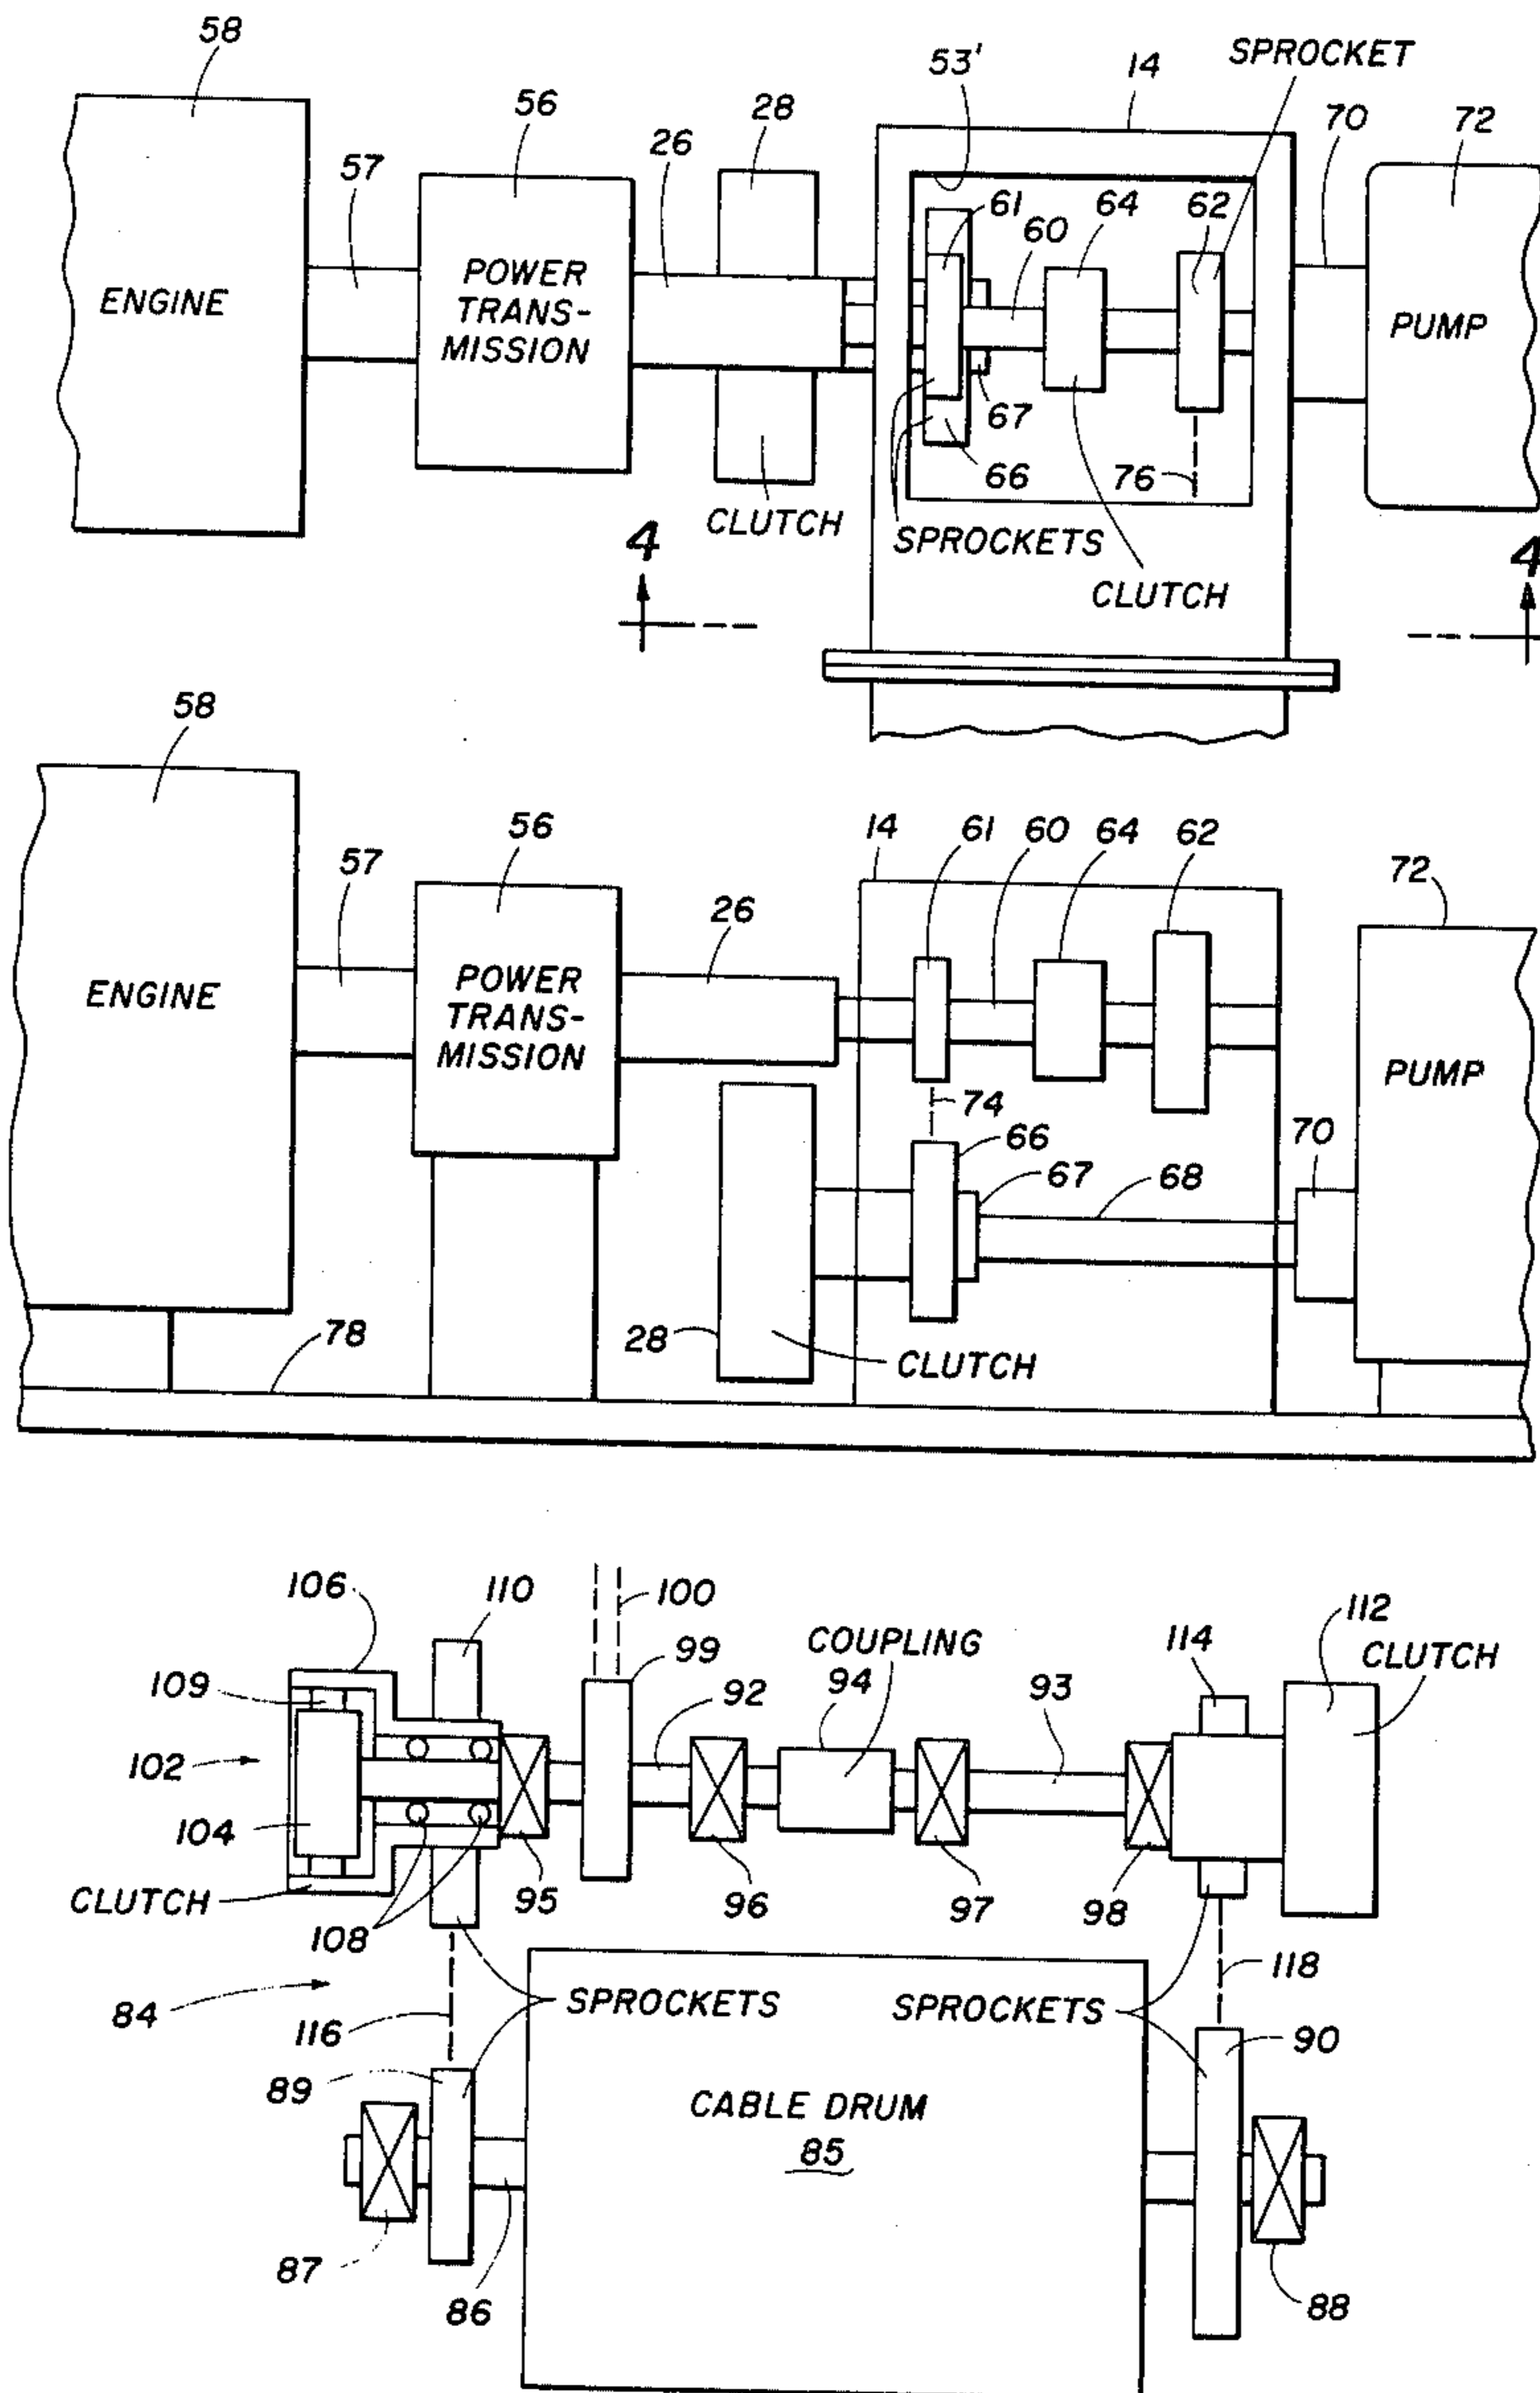 58
53'
14
SPROCKET
56
28
70
72
26
57
61
64
62
60
ENGINE
POWER
TRANS-
MISSION
PUMP
67
66
76
CLUTCH
SPROCKETS
4
4
CLUTCH
58
56
14
61
60
64
62
57
72
26
ENGINE
POWER
TRANS-
MISSION
PUMP
74
66
70
67
68
78
28
CLUTCH
106
110
100
112
COUPLING
114
CLUTCH
99
109
92
94
93
102
104
CLUTCH
95
96
97
98
108
118
84
SPROCKETS
SPROCKETS
116
90
89
CABLE DRUM
85
87
86
88